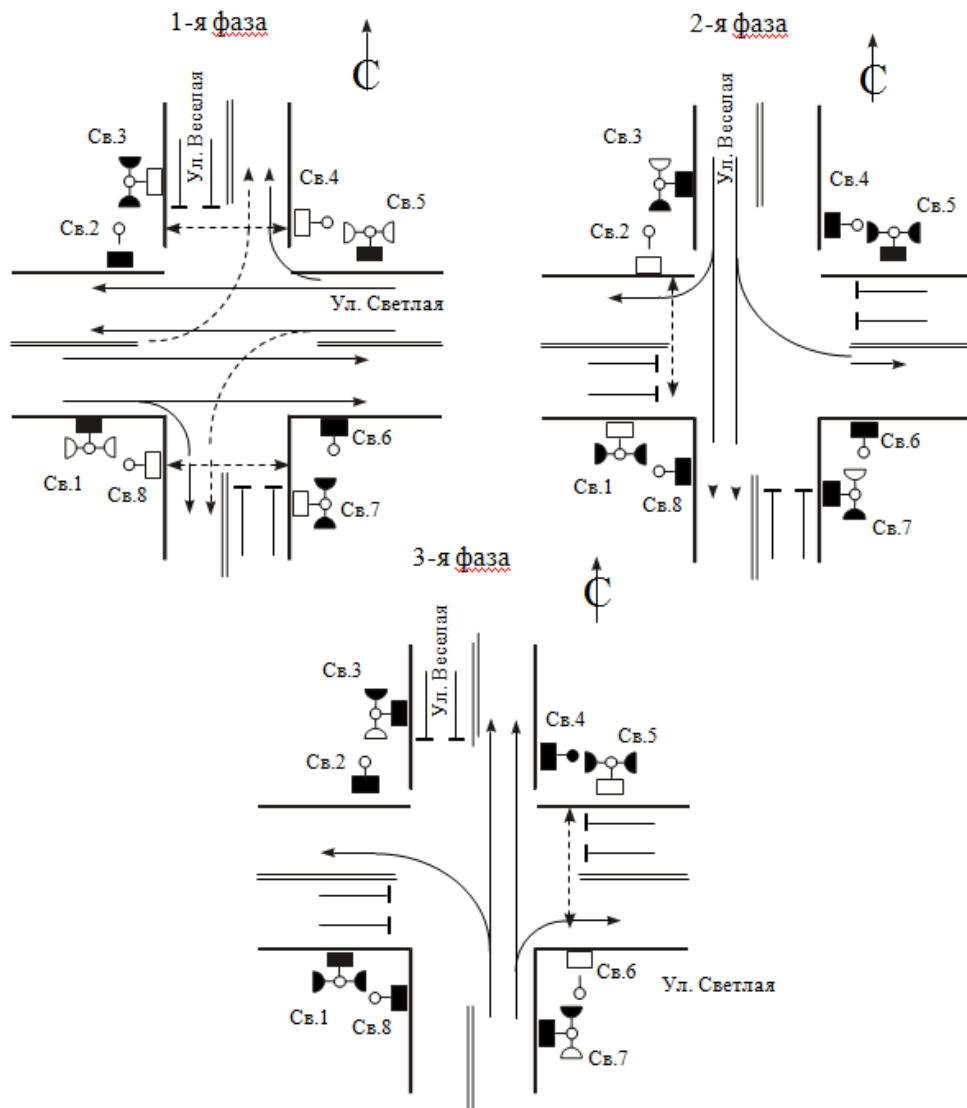 1-я фаза
С
Ул. Веселая
Св.3
Св.4
Св.5
Св.2
Ул. Светлая
Св.6
Св.1
Св.8
Св.7
2-я фаза
С
Ул. Веселая
Св.3
Св.4
Св.5
Св.2
Св.6
Св.1
Св.8
Св.7
3-я фаза
С
Ул. Веселая
Св.3
Св.4
Св.5
Св.2
Св.6
Ул. Светлая
Св.1
Св.8
Св.7